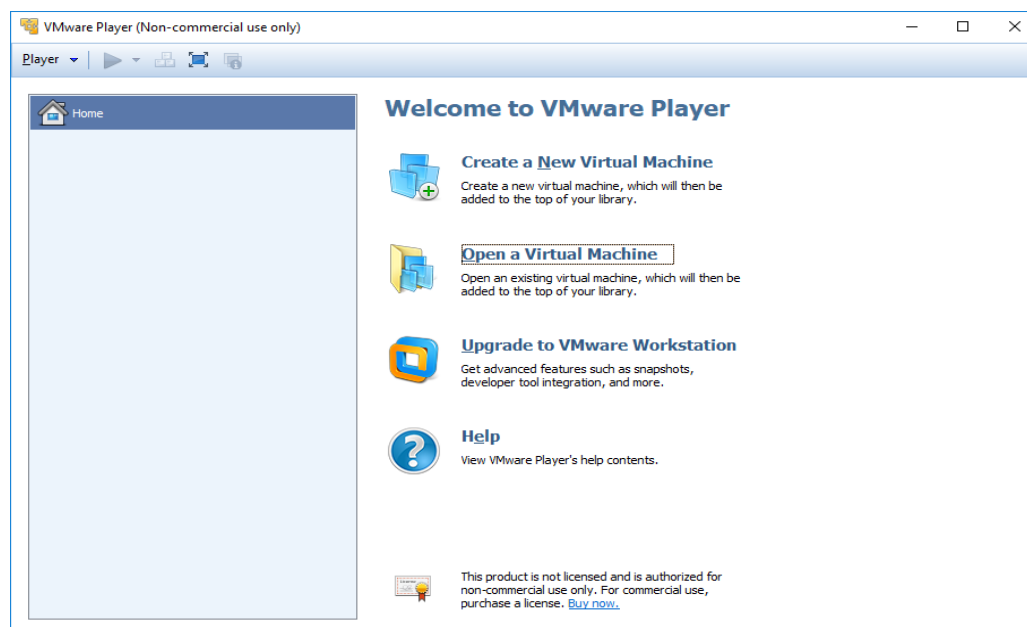 VMware Player (Non-commercial use only)
Player
Home
Welcome to VMware Player
Create a New Virtual Machine
Create a new virtual machine, which will then be
added to the top of your library.
Open a Virtual Machine
Open an existing virtual machine, which will then be
added to the top of your library.
Upgrade to VMware Workstation
Get advanced features such as snapshots,
developer tool integration, and more.
Help
View VMware Player's help contents.
This product is not licensed and is authorized for
non-commercial use only. For commercial use,
purchase a license. Buy now.